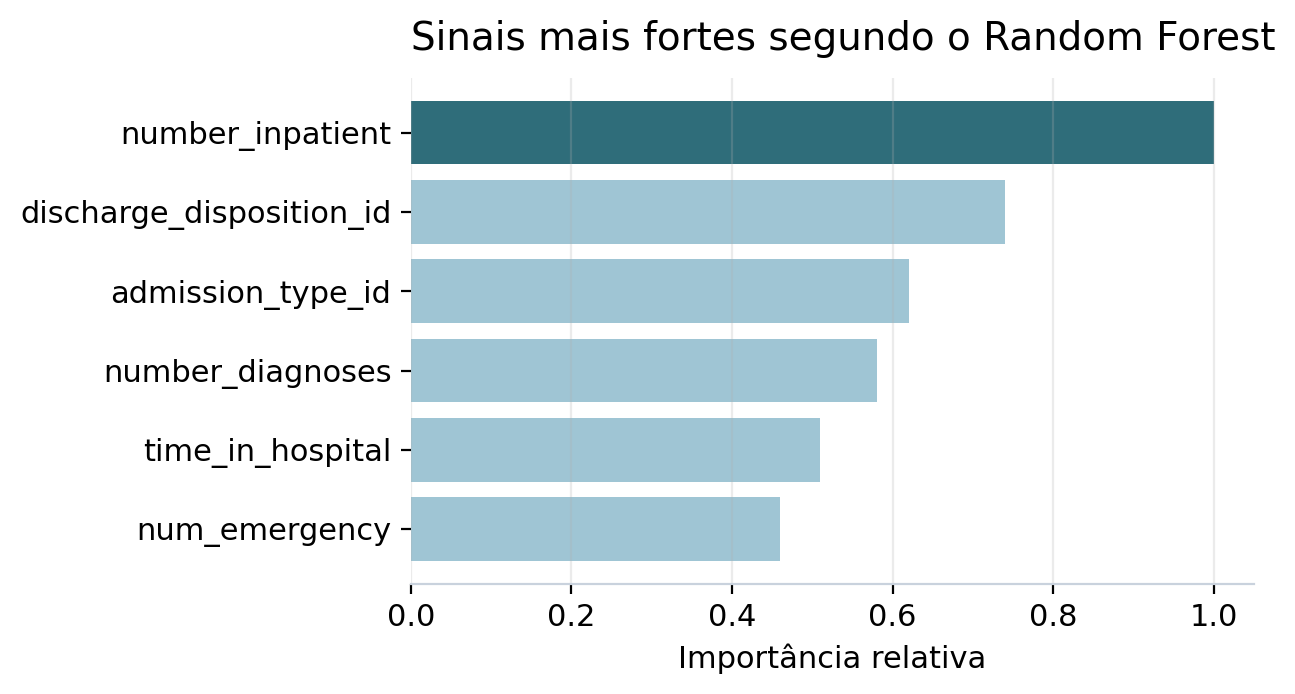 Sinais mais fortes segundo o Random Forest
number_inpatient
discharge_disposition_id
admission_type_id
number_diagnoses
time_in_hospital
num_emergency
0.0 0.2 0.4 0.6 0.8 1.0
Importância relativa